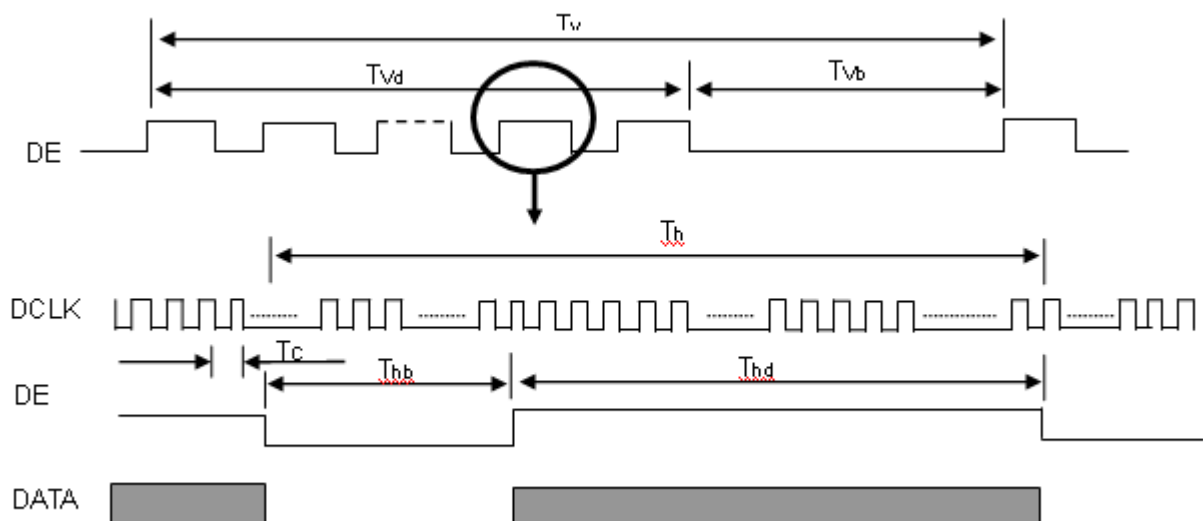 Tv
TVd
TVb
DE
Th
DCLK
TC
Thb
Thd
DE
DATA